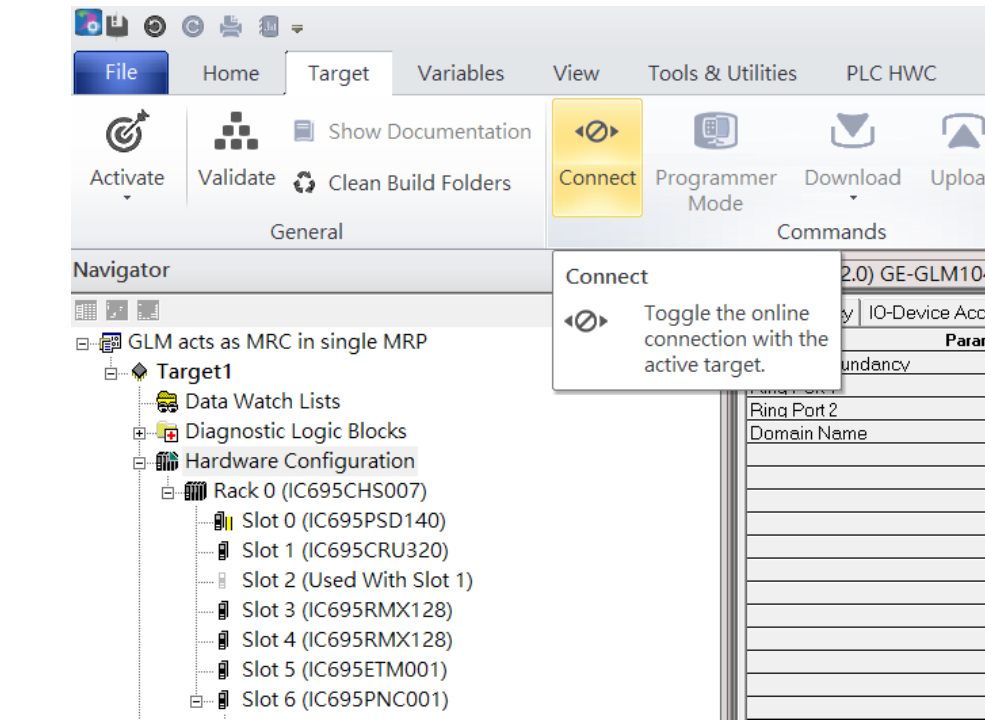 File Home Target Variables View Tools & Utilities PLC HWC
Show Documentation
Activate Validate Clean Build Folders Connect Programmer Mode Download Uploa
General Commands
Navigator
Connect
Toggle the online
connection with the
active target.
2.0) GE-GLM104
y IO-Device Acc
Paran
undancy
Ring Port 2
Domain Name
GLM acts as MRC in single MRP
Target1
Data Watch Lists
Diagnostic Logic Blocks
Hardware Configuration
Rack 0 (IC695CHS007)
Slot 0 (IC695PSD140)
Slot 1 (IC695CRU320)
Slot 2 (Used With Slot 1)
Slot 3 (IC695RMX128)
Slot 4 (IC695RMX128)
Slot 5 (IC695ETM001)
Slot 6 (IC695PNC001)